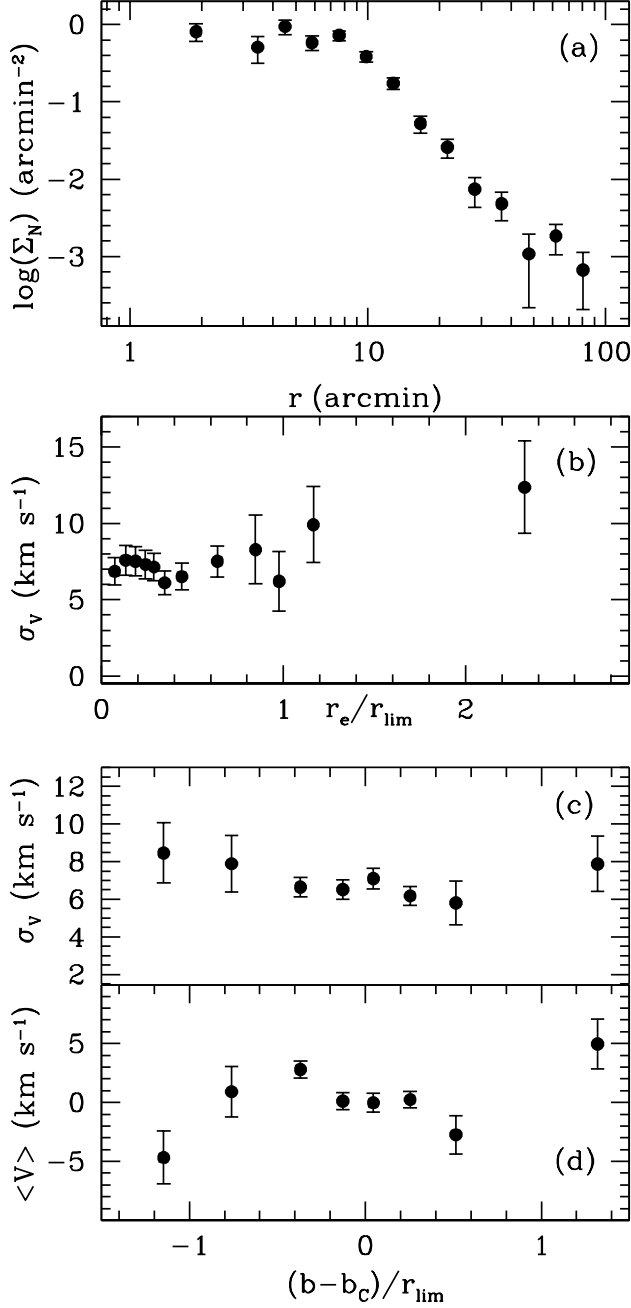 0
(a)
−1
−2
−3
log(Σ_N) (arcmin⁻²)
1 10 100
r (arcmin)
15
(b)
10
5
0
σ_V (km s⁻¹)
0 1 r_e/r_lim 2
12
(c)
10
8
6
4
2
σ_V (km s⁻¹)
5
0
−5
(d)
<V> (km s⁻¹)
−1 0 1
(b−b_C)/r_lim